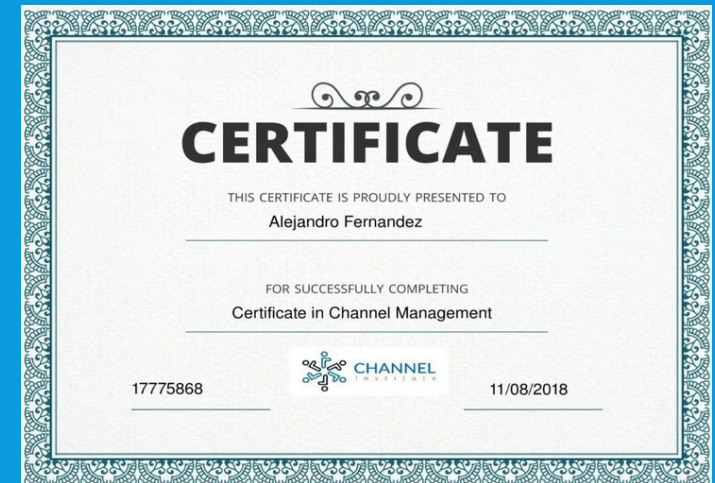 CERTIFICATE
THIS CERTIFICATE IS PROUDLY PRESENTED TO
Alejandro Fernandez
FOR SUCCESSFULLY COMPLETING
Certificate in Channel Management
CHANNEL
Institute
17775868
11/08/2018